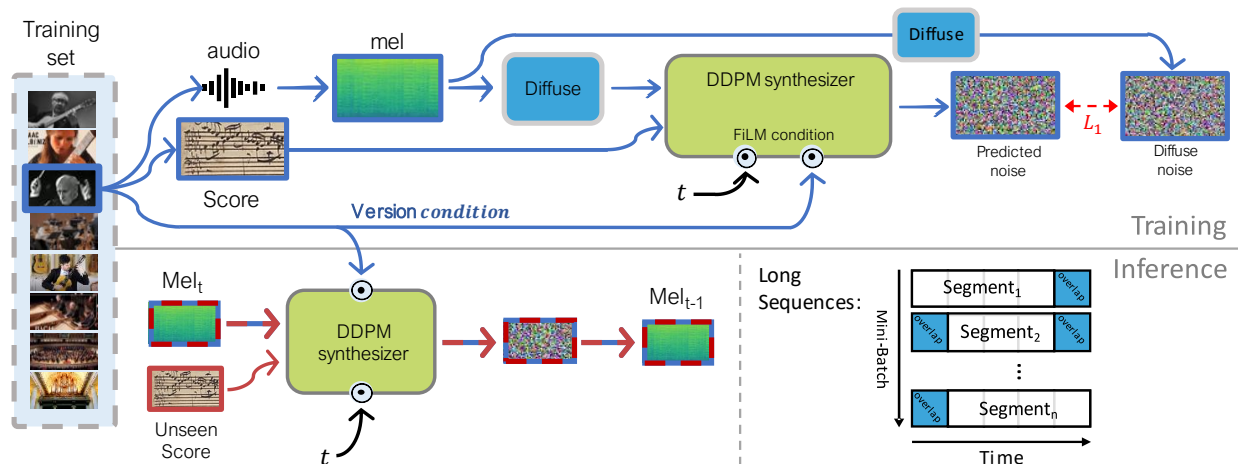 Training
set
audio
mel
Diffuse
DDPM synthesizer
FiLM condition
Diffuse
Predicted
noise
L₁
Diffuse
noise
Score
t
Version condition
Training
Inference
Melₜ
Unseen
Score
DDPM
synthesizer
t
Melₜ₋₁
Long
Sequences:
Mini-Batch
Segment₁
overlap
overlap
Segment₂
overlap
⋮
overlap
Segmentₙ
Time